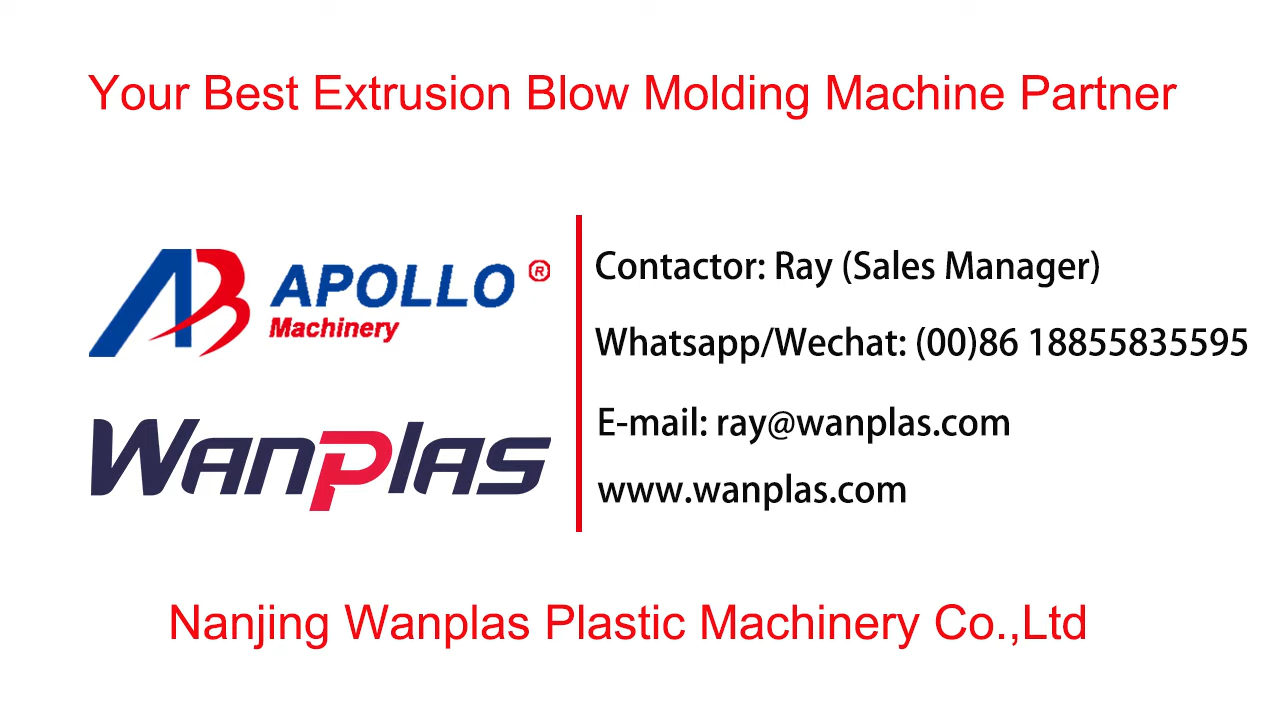 Your Best Extrusion Blow Molding Machine Partner
AB APOLLO ®
Machinery
Wanplas
Contactor: Ray (Sales Manager)
Whatsapp/Wechat: (00)86 18855835595
E-mail: ray@wanplas.com
www.wanplas.com
Nanjing Wanplas Plastic Machinery Co.,Ltd